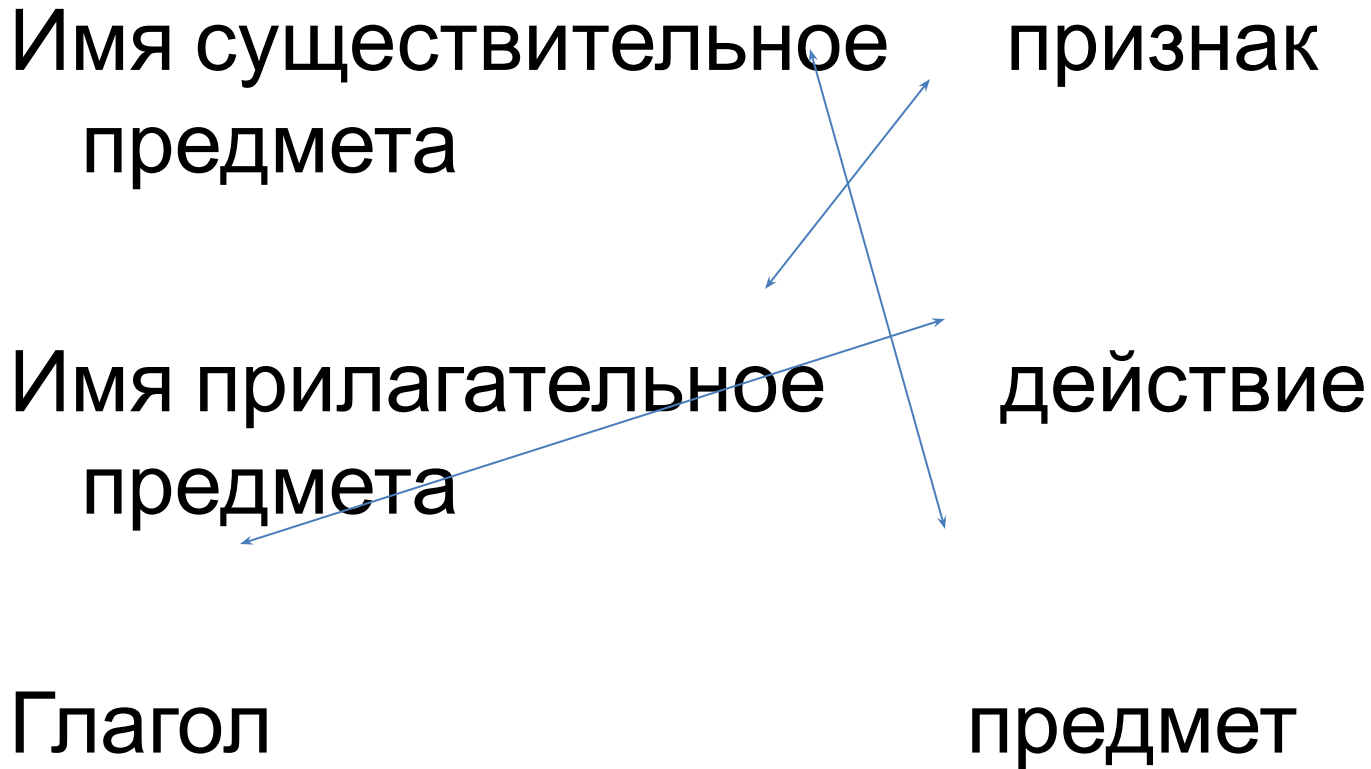 Имя существительное признак
предмета
Имя прилагательное действие
предмета
Глагол предмет